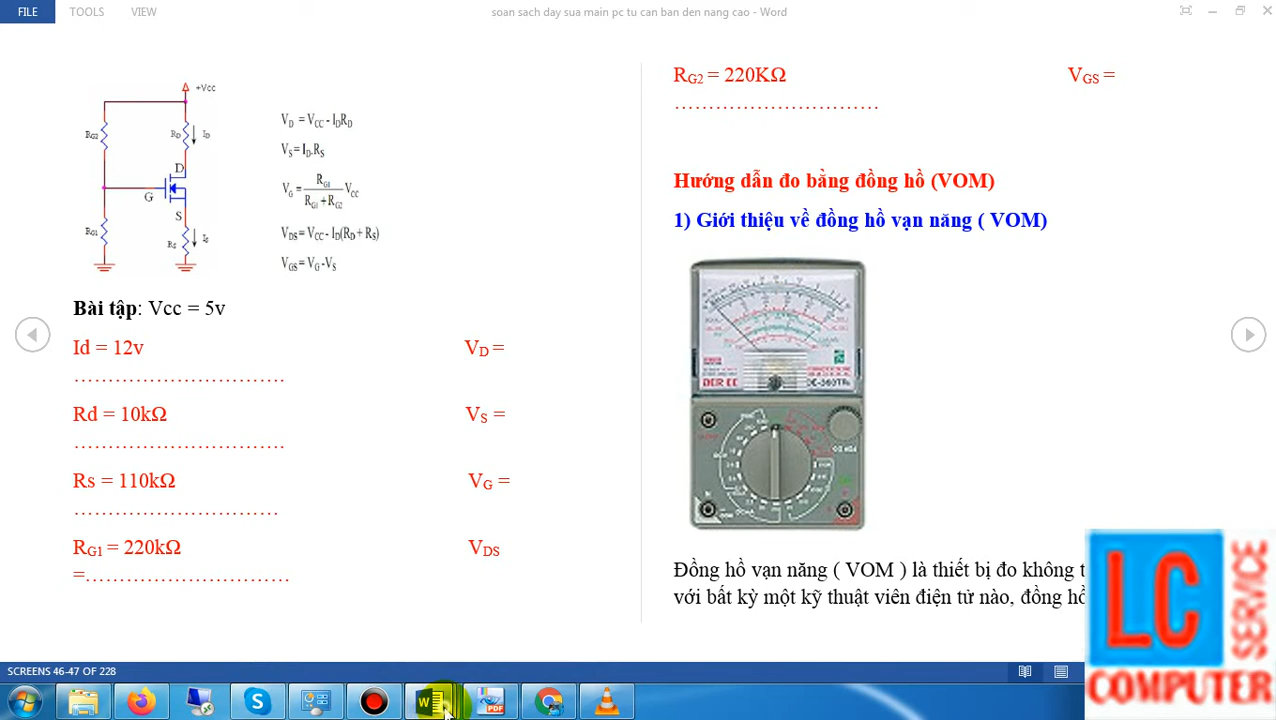 FILE TOOLS VIEW soan sach day sua main pc tu can ban den nang cao - Word
+Vcc
RG2 RD ID
D
G
S
RG1 RS IS
VD = VCC - IDRD
VS = ID.RS
VG = RG1 / (RG1 + RG2) VCC
VDS = VCC - ID(RD + RS)
VGS = VG - VS
Bài tập: Vcc = 5v
Id = 12v VD =
................................
Rd = 10kΩ VS =
................................
Rs = 110kΩ VG =
...............................
RG1 = 220kΩ VDS
=...............................
RG2 = 220KΩ VGS =
..............................
Hướng dẫn đo bằng đồng hồ (VOM)
1) Giới thiệu về đồng hồ vạn năng ( VOM)
DER EE DE-360TRn
Đồng hồ vạn năng ( VOM ) là thiết bị đo không t
với bất kỳ một kỹ thuật viên điện tử nào, đồng hồ
SCREENS 46-47 OF 228
PDF
LC SERVICE
COMPUTER